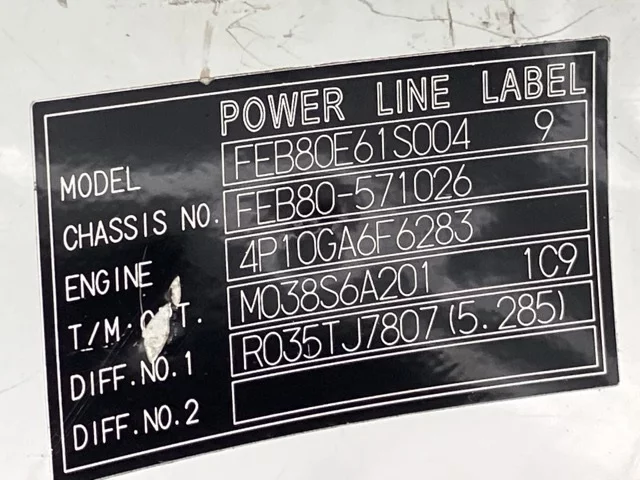 POWER LINE LABEL
MODEL FEB80E61S004 9
CHASSIS NO. FEB80-571026
ENGINE 4P10GA6F6283
M038S6A201 1C9
DIFF.NO.1 R035TJ7807(5.285)
DIFF.NO.2